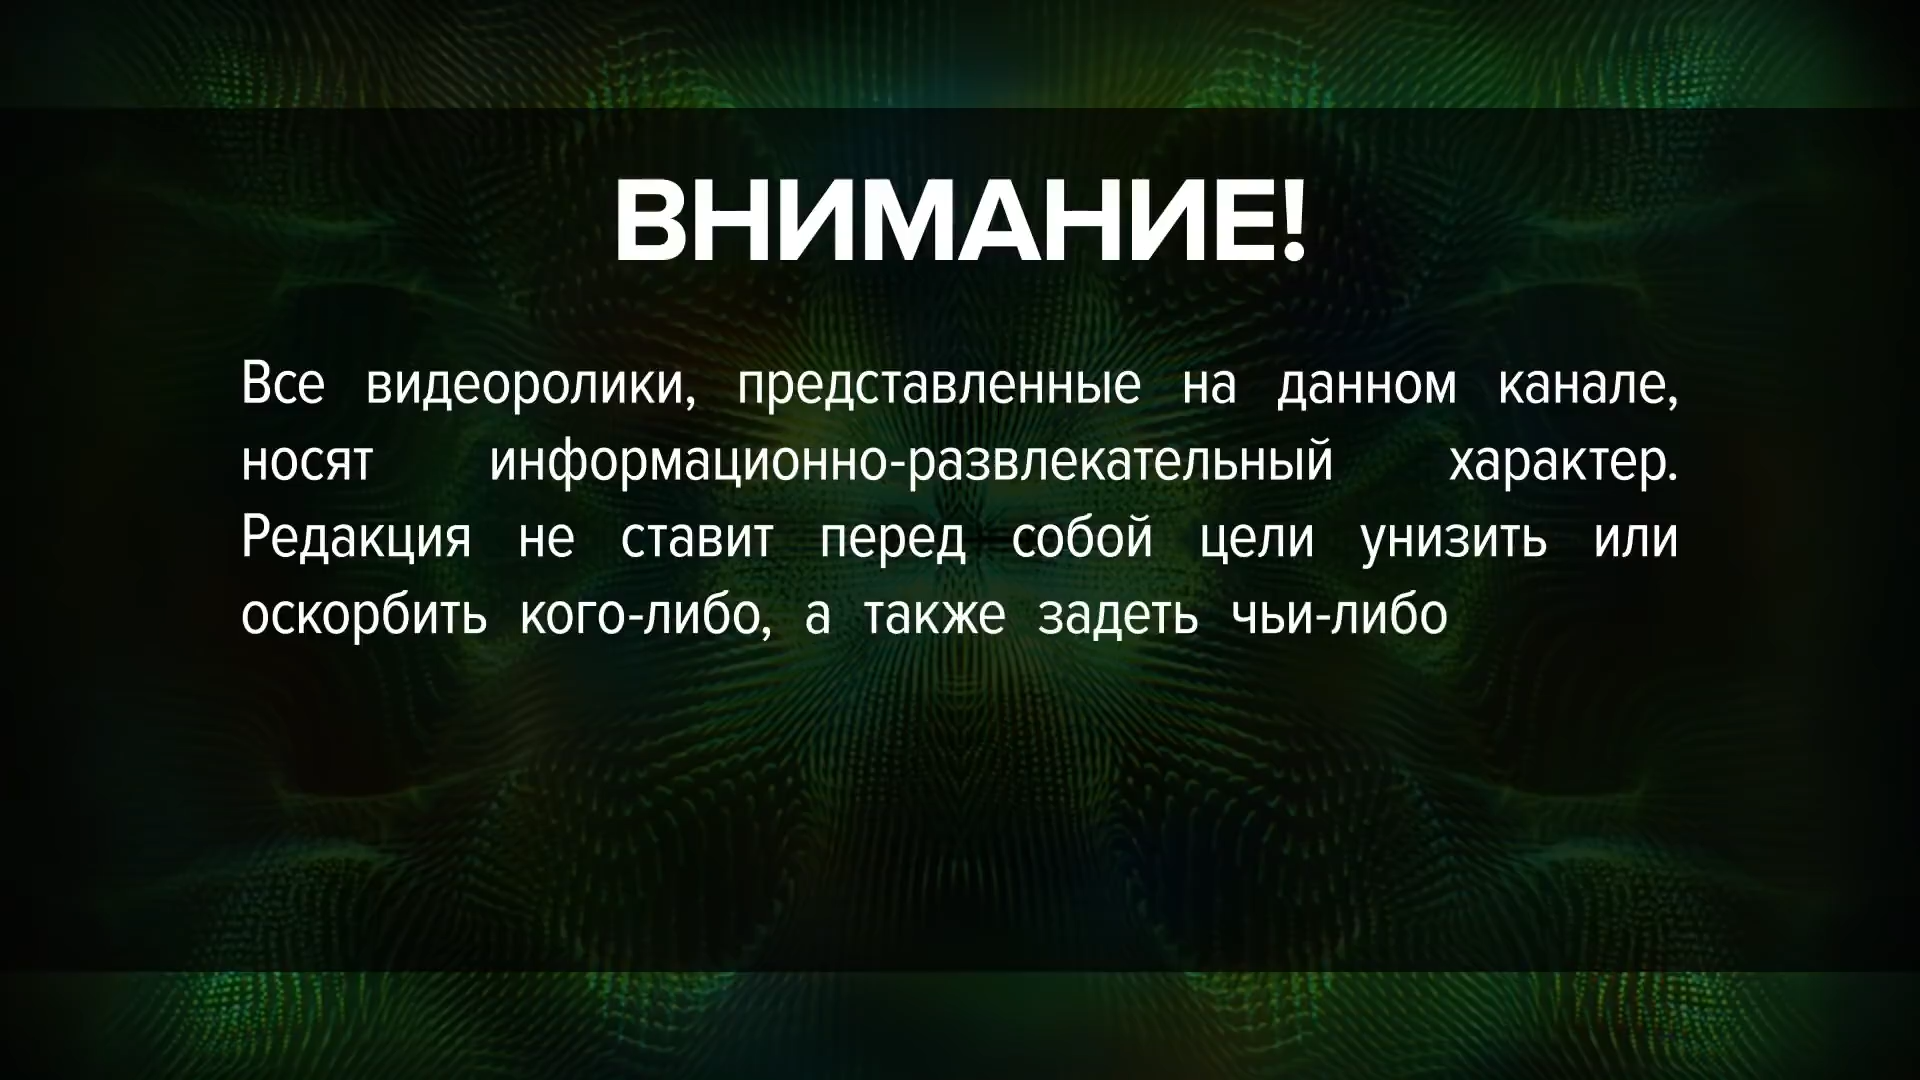 ВНИМАНИЕ!
Все видеоролики, представленные на данном канале,
носят информационно-развлекательный характер.
Редакция не ставит перед собой цели унизить или
оскорбить кого-либо, а также задеть чьи-либо